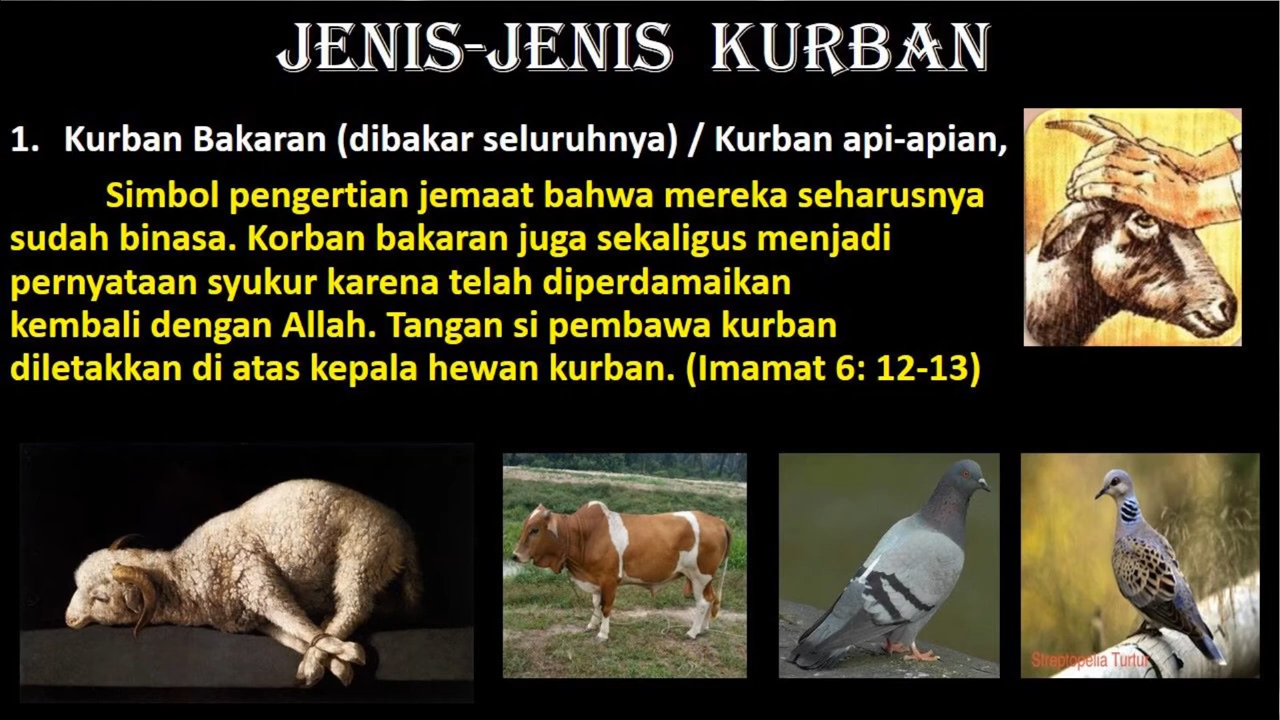 JENIS-JENIS KURBAN
1. Kurban Bakaran (dibakar seluruhnya) / Kurban api-apian,
Simbol pengertian jemaat bahwa mereka seharusnya
sudah binasa. Korban bakaran juga sekaligus menjadi
pernyataan syukur karena telah diperdamaikan
kembali dengan Allah. Tangan si pembawa kurban
diletakkan di atas kepala hewan kurban. (Imamat 6: 12-13)
Streptopelia Turtur